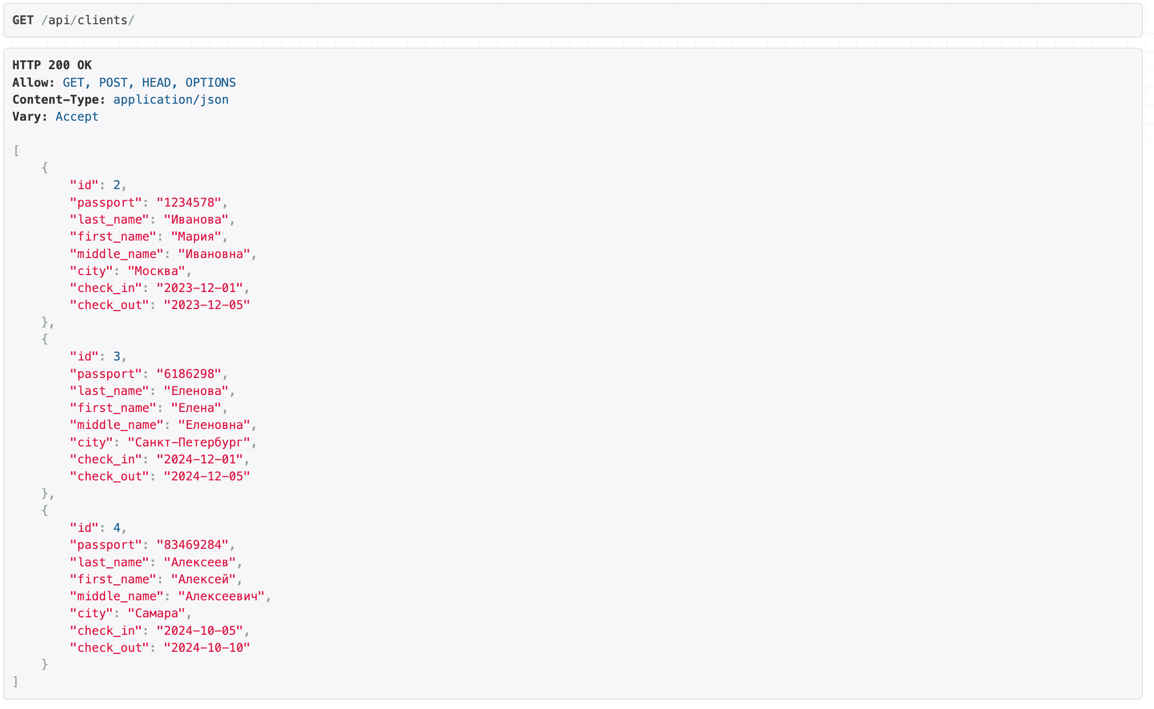 GET /api/clients/
HTTP 200 OK
Allow: GET, POST, HEAD, OPTIONS
Content-Type: application/json
Vary: Accept
[
    {
        "id": 2,
        "passport": "1234578",
        "last_name": "Иванова",
        "first_name": "Мария",
        "middle_name": "Ивановна",
        "city": "Москва",
        "check_in": "2023-12-01",
        "check_out": "2023-12-05"
    },
    {
        "id": 3,
        "passport": "6186298",
        "last_name": "Еленова",
        "first_name": "Елена",
        "middle_name": "Еленовна",
        "city": "Санкт-Петербург",
        "check_in": "2024-12-01",
        "check_out": "2024-12-05"
    },
    {
        "id": 4,
        "passport": "83469284",
        "last_name": "Алексеев",
        "first_name": "Алексей",
        "middle_name": "Алексеевич",
        "city": "Самара",
        "check_in": "2024-10-05",
        "check_out": "2024-10-10"
    }
]